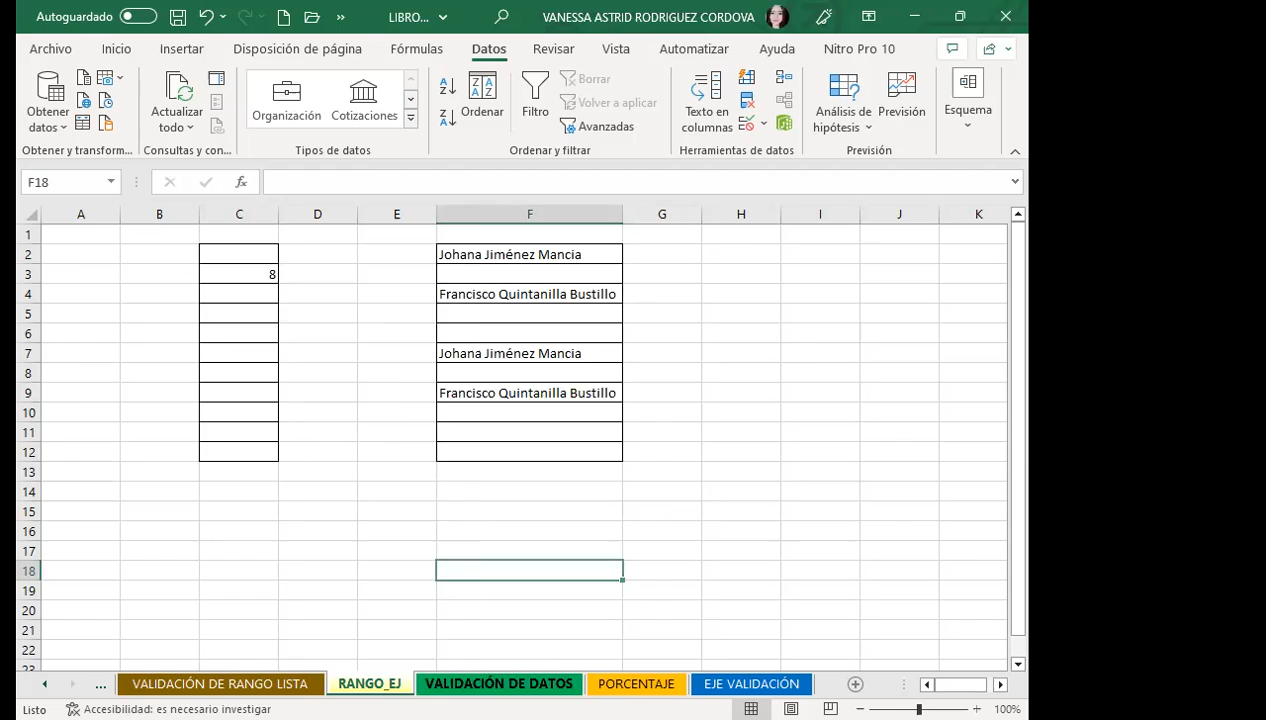 Autoguardado LIBRO... VANESSA ASTRID RODRIGUEZ CORDOVA
Archivo Inicio Insertar Disposición de página Fórmulas Datos Revisar Vista Automatizar Ayuda Nitro Pro 10
Obtener datos
Actualizar todo
Organización Cotizaciones
Ordenar
Filtro
Borrar
Volver a aplicar
Avanzadas
Texto en columnas
Análisis de hipótesis
Previsión
Esquema
Obtener y transform... Consultas y con... Tipos de datos Ordenar y filtrar Herramientas de datos Previsión
F18 fx
A B C D E F G H I J K
1
2 Johana Jiménez Mancia
3 8
4 Francisco Quintanilla Bustillo
5
6
7 Johana Jiménez Mancia
8
9 Francisco Quintanilla Bustillo
10
11
12
13
14
15
16
17
18
19
20
21
22
23
... VALIDACIÓN DE RANGO LISTA RANGO_EJ VALIDACIÓN DE DATOS PORCENTAJE EJE VALIDACIÓN
Listo Accesibilidad: es necesario investigar 100%